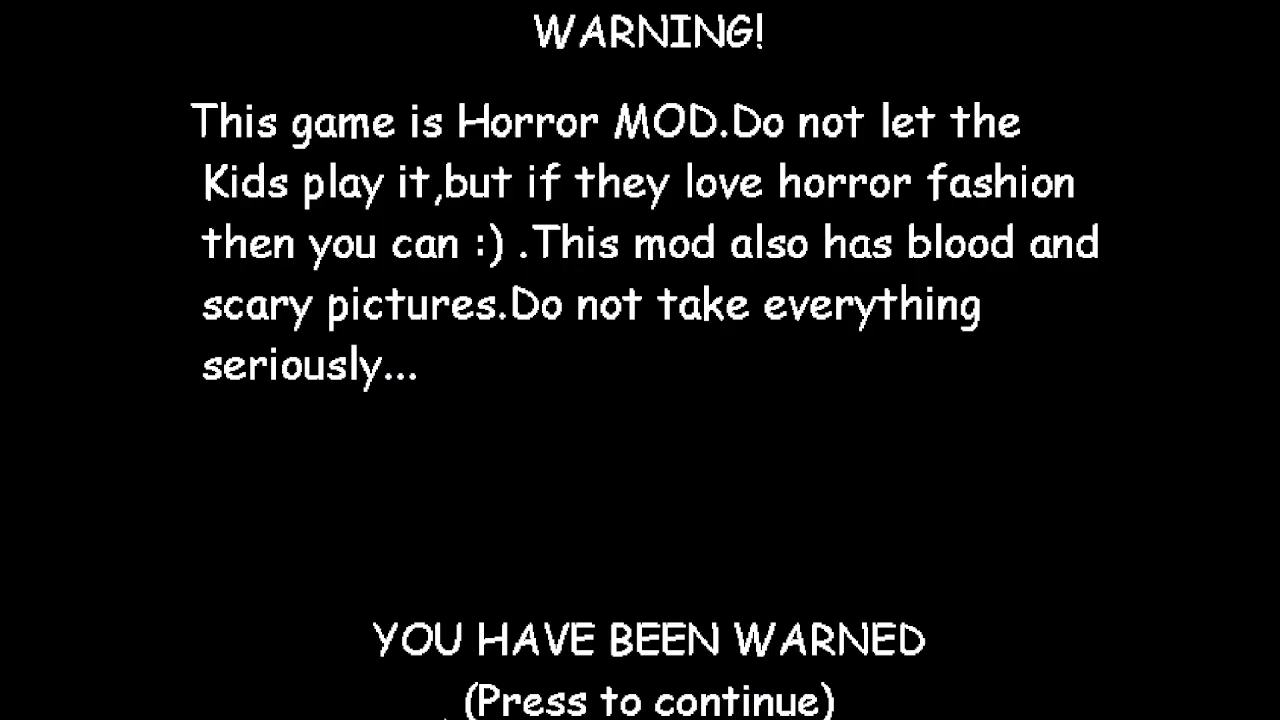 WARNING!
This game is Horror MOD.Do not let the
Kids play it,but if they love horror fashion
then you can :) .This mod also has blood and
scary pictures.Do not take everything
seriously...
YOU HAVE BEEN WARNED
(Press to continue)